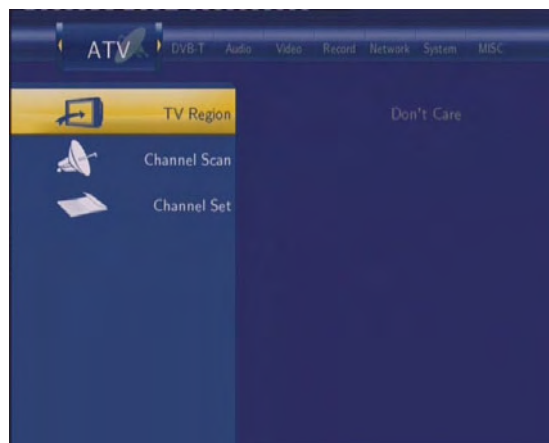 ATV DVB-T Audio Video Record Network System MISC
TV Region Don't Care
Channel Scan
Channel Set